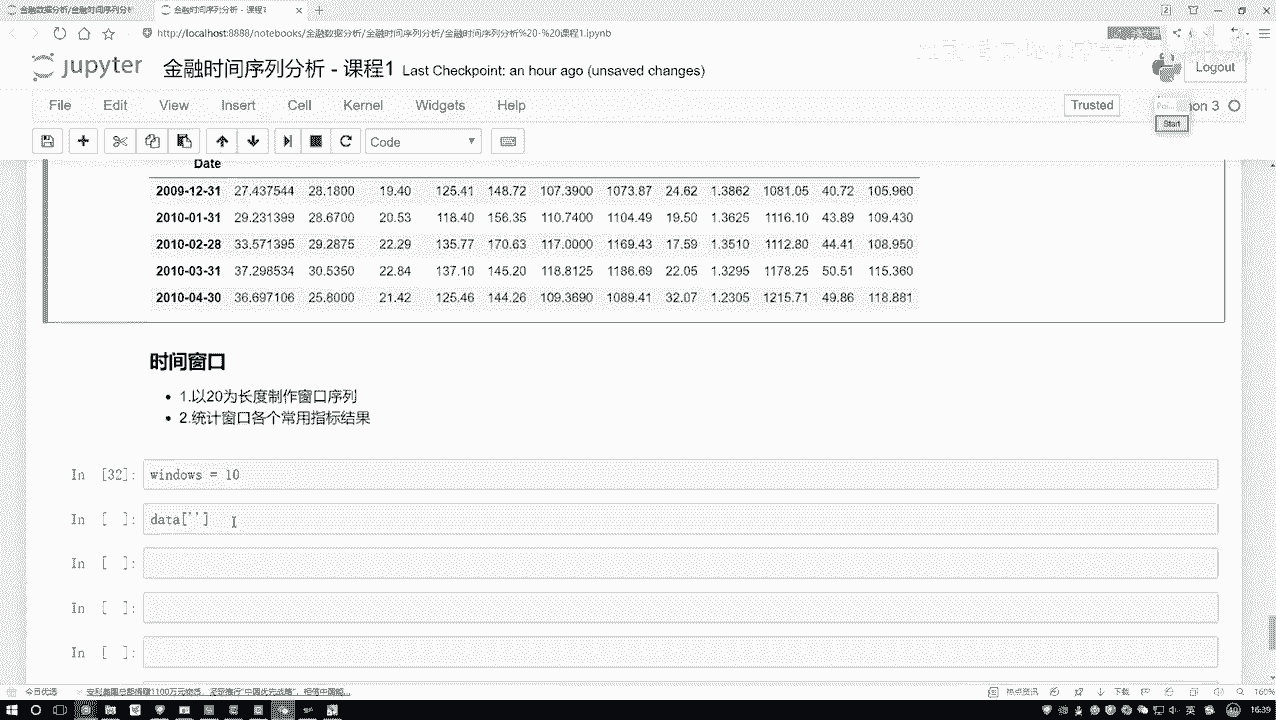 金融数据分析/金融时间序列分析
金融时间序列分析 - 课程1
http://localhost:8888/notebooks/金融数据分析/金融时间序列分析/金融时间序列分析%20-%20课程1.ipynb
jupyter 金融时间序列分析 - 课程1 Last Checkpoint: an hour ago (unsaved changes)
Logout
File Edit View Insert Cell Kernel Widgets Help
Trusted
on 3
Start
Code
Date
2009-12-31 27.437544 28.1800 19.40 125.41 148.72 107.3900 1073.87 24.62 1.3862 1081.05 40.72 105.960
2010-01-31 29.231399 28.6700 20.53 118.40 156.35 110.7400 1104.49 19.50 1.3625 1116.10 43.89 109.430
2010-02-28 33.571395 29.2875 22.29 135.77 170.63 117.0000 1169.43 17.59 1.3510 1112.80 44.41 108.950
2010-03-31 37.298534 30.5350 22.84 137.10 145.20 118.8125 1186.69 22.05 1.3295 1178.25 50.51 115.360
2010-04-30 36.697106 25.8000 21.42 125.46 144.26 109.3690 1089.41 32.07 1.2305 1215.71 49.86 118.881
时间窗口
1.以20为长度制作窗口序列
2.统计窗口各个常用指标结果
In [32]: windows = 10
In [ ]: data['']
In [ ]:
In [ ]:
In [ ]:
今日优选
热点资讯
下载
160%
英
16:39